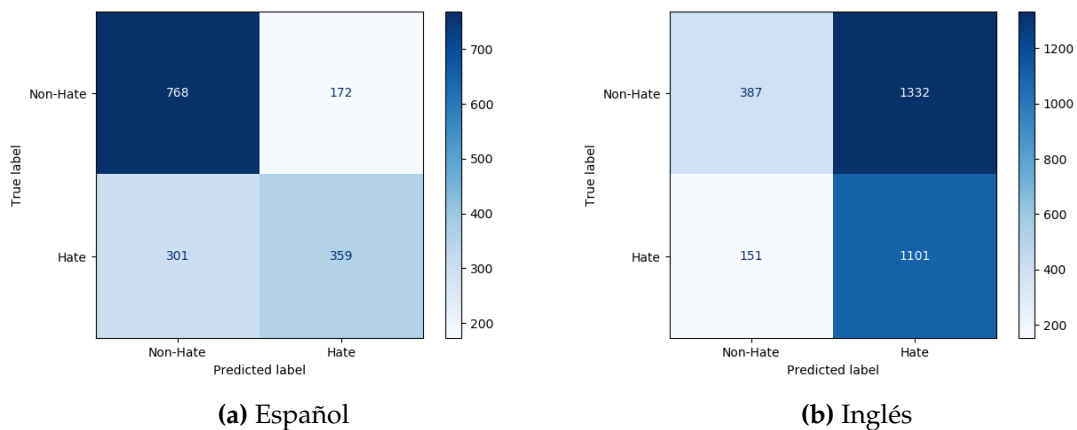 Non-Hate
Hate
True label
768
172
301
359
Non-Hate
Hate
Predicted label
700
600
500
400
300
200
(a) Español
Non-Hate
Hate
True label
387
1332
151
1101
Non-Hate
Hate
Predicted label
1200
1000
800
600
400
200
(b) Inglés